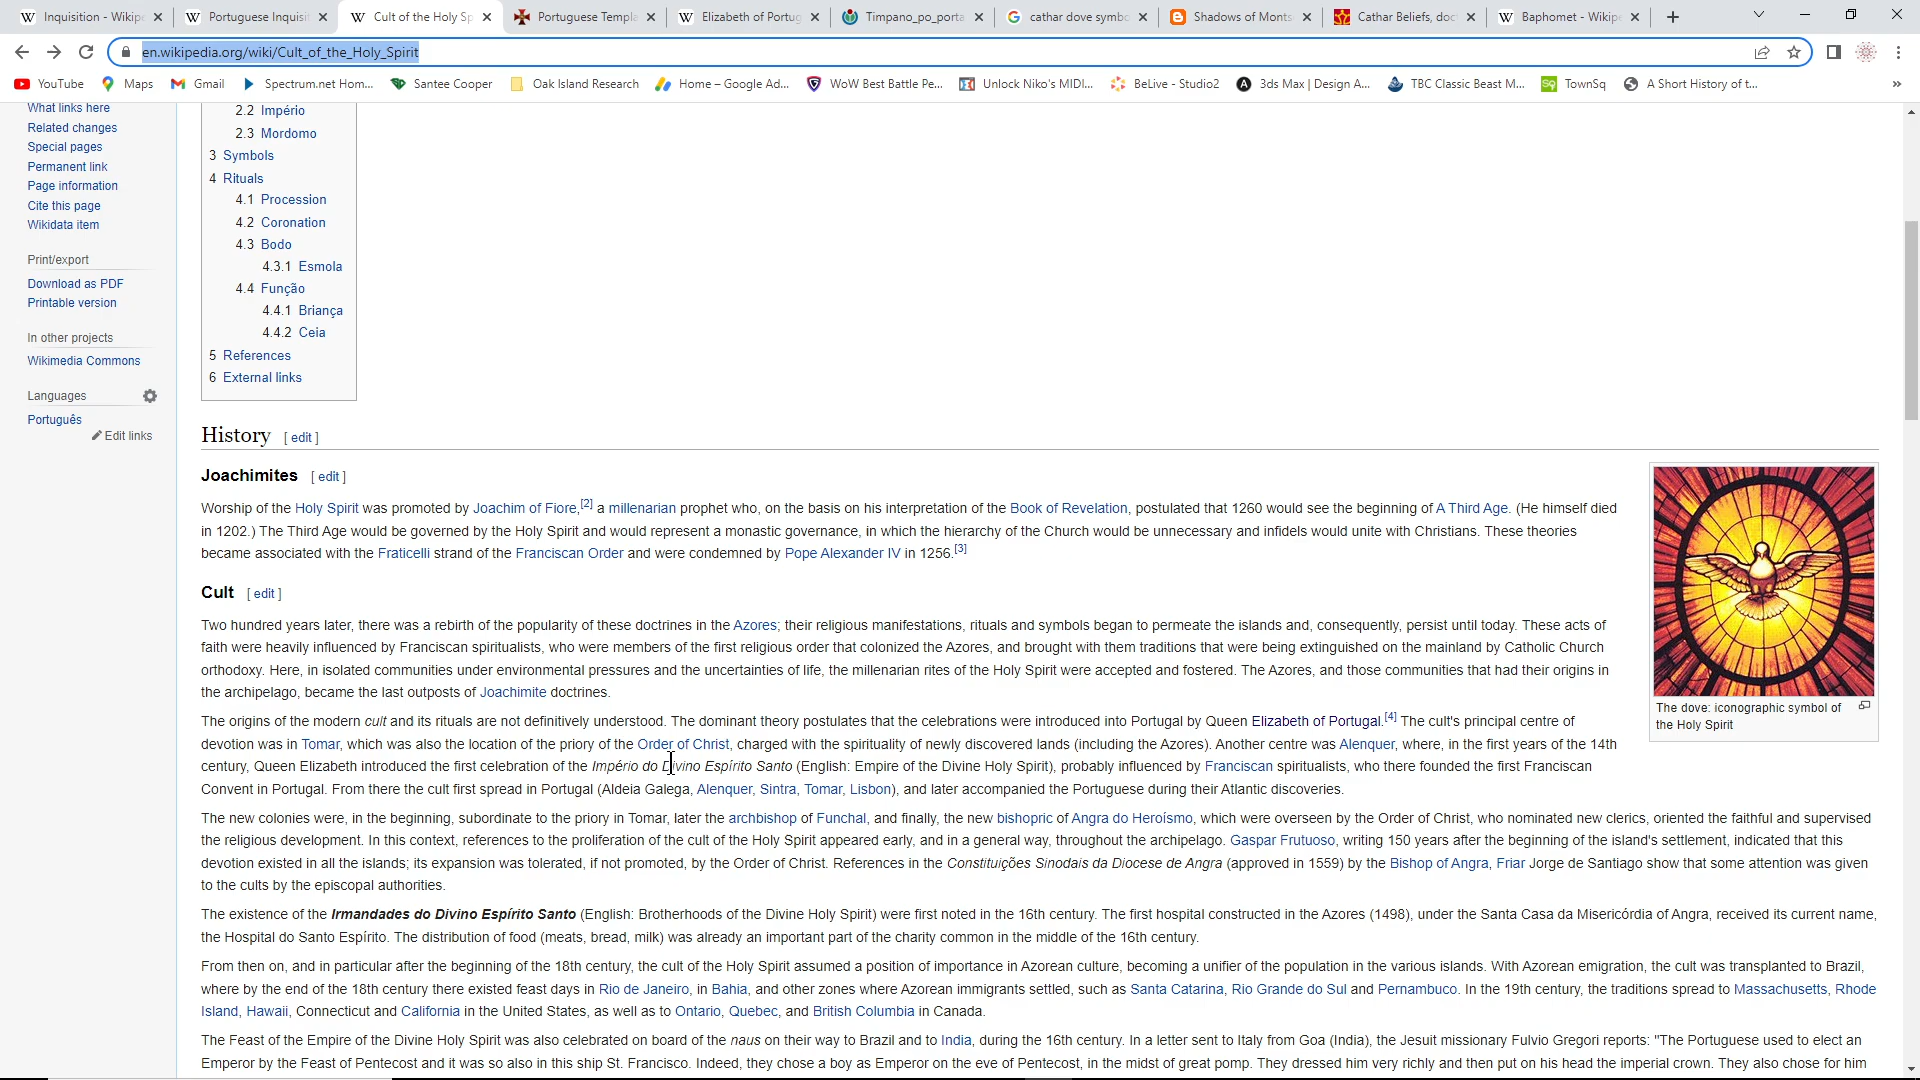 Inquisition - Wikipe
Portuguese Inquisit
Cult of the Holy Sp
Portuguese Templa
Elizabeth of Portug
Timpano_po_porta
cathar dove symbo
Shadows of Monts
Cathar Beliefs, doc
Baphomet - Wikip
en.wikipedia.org/wiki/Cult_of_the_Holy_Spirit
YouTube
Maps
Gmail
Spectrum.net Hom...
Santee Cooper
Oak Island Research
Home – Google Ad...
WoW Best Battle Pe...
Unlock Niko's MIDI...
BeLive - Studio2
3ds Max | Design A...
TBC Classic Beast M...
TownSq
A Short History of t...
»
What links here
Related changes
Special pages
Permanent link
Page information
Cite this page
Wikidata item
Print/export
Download as PDF
Printable version
In other projects
Wikimedia Commons
Languages
Português
Edit links
2.2 Império
2.3 Mordomo
3 Symbols
4 Rituals
4.1 Procession
4.2 Coronation
4.3 Bodo
4.3.1 Esmola
4.4 Função
4.4.1 Briança
4.4.2 Ceia
5 References
6 External links
History [ edit ]
Joachimites [ edit ]
Worship of the Holy Spirit was promoted by Joachim of Fiore,[2] a millenarian prophet who, on the basis on his interpretation of the Book of Revelation, postulated that 1260 would see the beginning of A Third Age. (He himself died
in 1202.) The Third Age would be governed by the Holy Spirit and would represent a monastic governance, in which the hierarchy of the Church would be unnecessary and infidels would unite with Christians. These theories
became associated with the Fraticelli strand of the Franciscan Order and were condemned by Pope Alexander IV in 1256.[3]
Cult [ edit ]
Two hundred years later, there was a rebirth of the popularity of these doctrines in the Azores; their religious manifestations, rituals and symbols began to permeate the islands and, consequently, persist until today. These acts of
faith were heavily influenced by Franciscan spiritualists, who were members of the first religious order that colonized the Azores, and brought with them traditions that were being extinguished on the mainland by Catholic Church
orthodoxy. Here, in isolated communities under environmental pressures and the uncertainties of life, the millenarian rites of the Holy Spirit were accepted and fostered. The Azores, and those communities that had their origins in
the archipelago, became the last outposts of Joachimite doctrines.
The origins of the modern cult and its rituals are not definitively understood. The dominant theory postulates that the celebrations were introduced into Portugal by Queen Elizabeth of Portugal.[4] The cult's principal centre of
devotion was in Tomar, which was also the location of the priory of the Order of Christ, charged with the spirituality of newly discovered lands (including the Azores). Another centre was Alenquer, where, in the first years of the 14th
century, Queen Elizabeth introduced the first celebration of the Império do Divino Espírito Santo (English: Empire of the Divine Holy Spirit), probably influenced by Franciscan spiritualists, who there founded the first Franciscan
Convent in Portugal. From there the cult first spread in Portugal (Aldeia Galega, Alenquer, Sintra, Tomar, Lisbon), and later accompanied the Portuguese during their Atlantic discoveries.
The dove: iconographic symbol of
the Holy Spirit
The new colonies were, in the beginning, subordinate to the priory in Tomar, later the archbishop of Funchal, and finally, the new bishopric of Angra do Heroísmo, which were overseen by the Order of Christ, who nominated new clerics, oriented the faithful and supervised
the religious development. In this context, references to the proliferation of the cult of the Holy Spirit appeared early, and in a general way, throughout the archipelago. Gaspar Frutuoso, writing 150 years after the beginning of the island's settlement, indicated that this
devotion existed in all the islands; its expansion was tolerated, if not promoted, by the Order of Christ. References in the Constituições Sinodais da Diocese de Angra (approved in 1559) by the Bishop of Angra, Friar Jorge de Santiago show that some attention was given
to the cults by the episcopal authorities.
The existence of the Irmandades do Divino Espírito Santo (English: Brotherhoods of the Divine Holy Spirit) were first noted in the 16th century. The first hospital constructed in the Azores (1498), under the Santa Casa da Misericórdia of Angra, received its current name,
the Hospital do Santo Espírito. The distribution of food (meats, bread, milk) was already an important part of the charity common in the middle of the 16th century.
From then on, and in particular after the beginning of the 18th century, the cult of the Holy Spirit assumed a position of importance in Azorean culture, becoming a unifier of the population in the various islands. With Azorean emigration, the cult was transplanted to Brazil,
where by the end of the 18th century there existed feast days in Rio de Janeiro, in Bahia, and other zones where Azorean immigrants settled, such as Santa Catarina, Rio Grande do Sul and Pernambuco. In the 19th century, the traditions spread to Massachusetts, Rhode
Island, Hawaii, Connecticut and California in the United States, as well as to Ontario, Quebec, and British Columbia in Canada.
The Feast of the Empire of the Divine Holy Spirit was also celebrated on board of the naus on their way to Brazil and to India, during the 16th century. In a letter sent to Italy from Goa (India), the Jesuit missionary Fulvio Gregori reports: "The Portuguese used to elect an
Emperor by the Feast of Pentecost and it was so also in this ship St. Francisco. Indeed, they chose a boy as Emperor on the eve of Pentecost, in the midst of great pomp. They dressed him very richly and then put on his head the imperial crown. They also chose for him